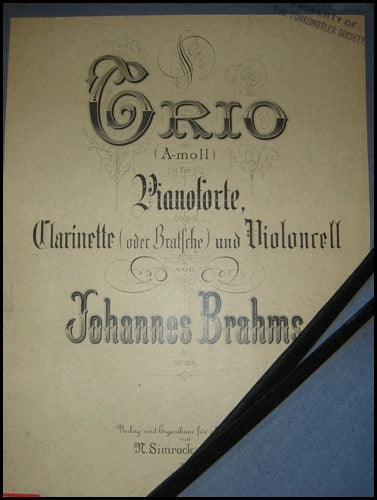 PROPERTY OF
THE TONKÜNSTLER SOCIETY
Trio
(A-moll)
für
Pianoforte,
Clarinette (oder Bratsche) und Violoncell
von
Johannes Brahms
OP. 114.
Verlag und Eigenthum für
von
N. Simrock